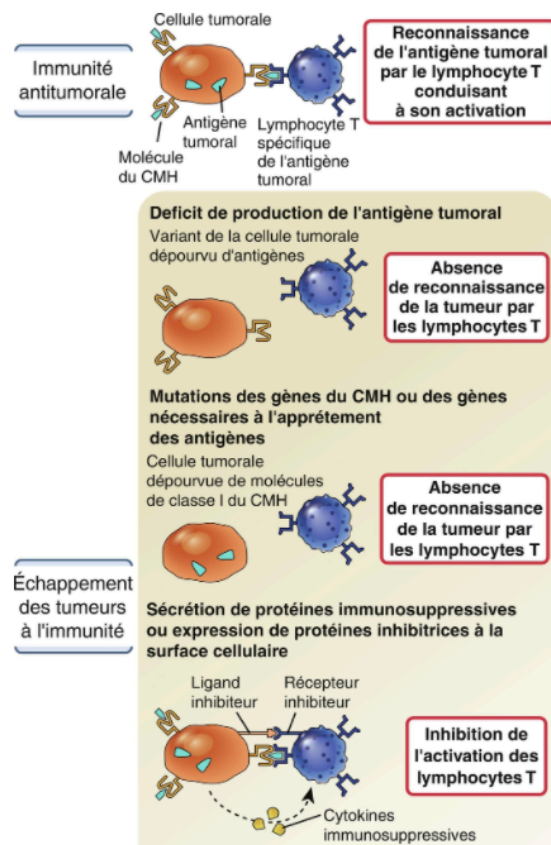 Cellule tumorale
Immunité
antitumorale
Antigène
tumoral
Lymphocyte T
spécifique
de l'antigène
tumoral
Molécule
du CMH
Reconnaissance
de l'antigène tumoral
par le lymphocyte T
conduisant
à son activation
Échappement
des tumeurs
à l'immunité
Deficit de production de l'antigène tumoral
Variant de la cellule tumorale
dépourvu d'antigènes
Absence
de reconnaissance
de la tumeur par
les lymphocytes T
Mutations des gènes du CMH ou des gènes
nécessaires à l'apprétement
des antigènes
Cellule tumorale
dépourvue de molécules
de classe I du CMH
Absence
de reconnaissance
de la tumeur par
les lymphocytes T
Sécrétion de protéines immunosuppressives
ou expression de protéines inhibitrices à la
surface cellulaire
Ligand
inhibiteur
Récepteur
inhibiteur
Inhibition de
l'activation des
lymphocytes T
Cytokines
immunosuppressives